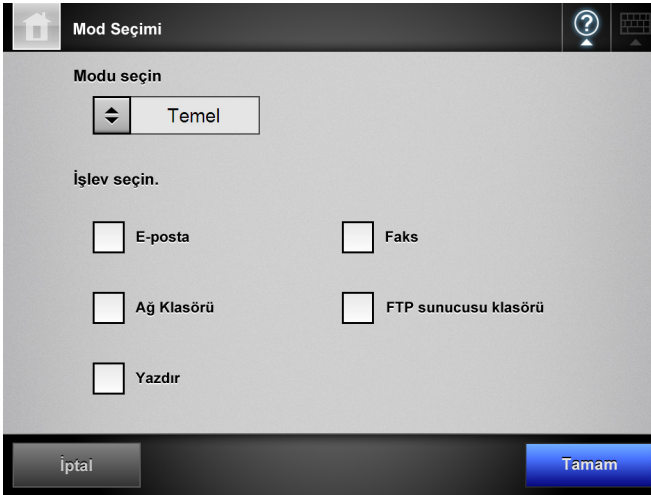 Mod Seçimi
?
Modu seçin
Temel
İşlev seçin.
E-posta
Faks
Ağ Klasörü
FTP sunucusu klasörü
Yazdır
İptal
Tamam